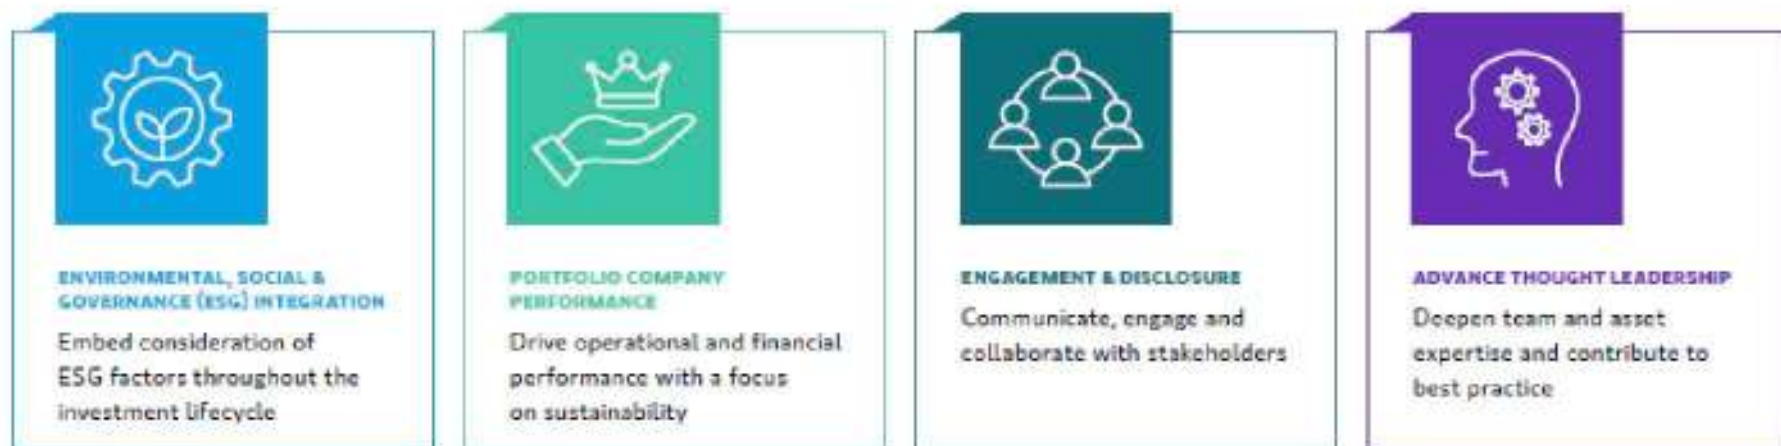 ENVIRONMENTAL, SOCIAL &
GOVERNANCE (ESG) INTEGRATION
Embed consideration of
ESG factors throughout the
investment lifecycle
PORTFOLIO COMPANY
PERFORMANCE
Drive operational and financial
performance with a focus
on sustainability
ENGAGEMENT & DISCLOSURE
Communicate, engage and
collaborate with stakeholders
ADVANCE THOUGHT LEADERSHIP
Deepen team and asset
expertise and contribute to
best practice